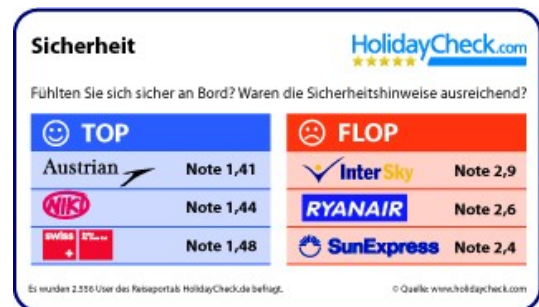 Sicherheit
HolidayCheck.com
Fühlten Sie sich sicher an Bord? Waren die Sicherheitshinweise ausreichend?
TOP
FLOP
Austrian Note 1,41
InterSky Note 2,9
NIKI Note 1,44
RYANAIR Note 2,6
swiss Note 1,48
SunExpress Note 2,4
Es wurden 2.556 User des Reiseportals HolidayCheck.de befragt.
© Quelle: www.holidaycheck.com